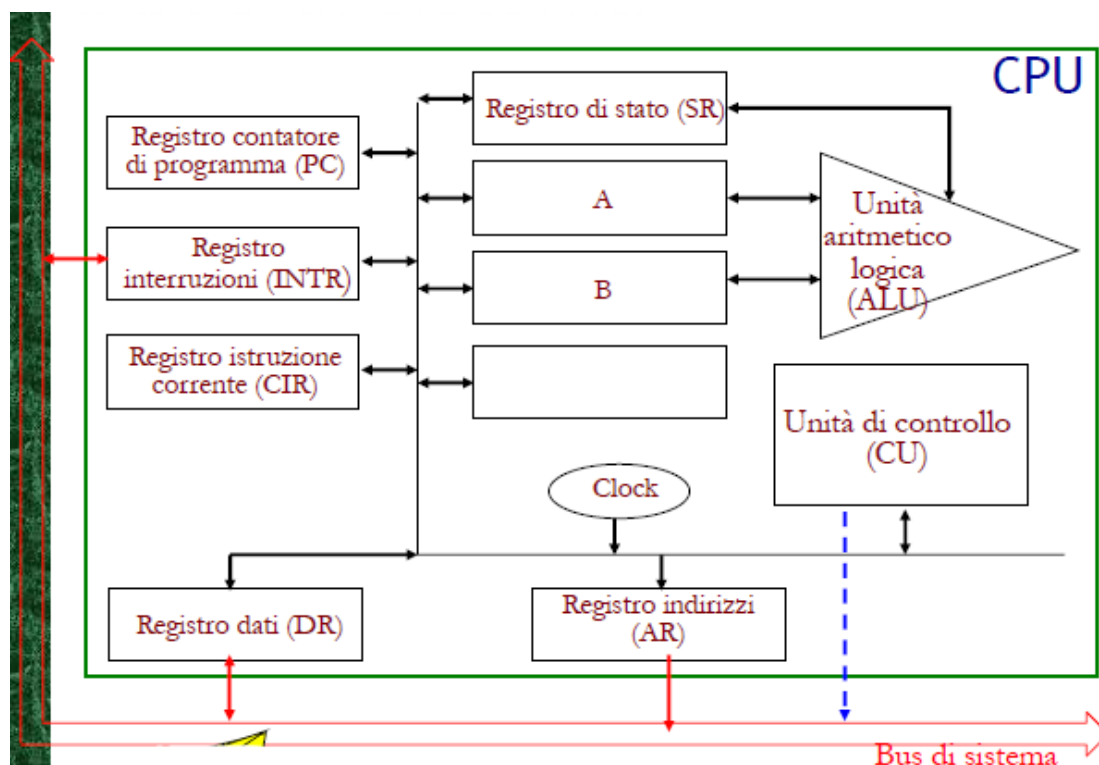 CPU
Registro di stato (SR)
Registro contatore
di programma (PC)
A
Unità
aritmetico
logica
(ALU)
Registro
interruzioni (INTR)
B
Registro istruzione
corrente (CIR)
Unità di controllo
(CU)
Clock
Registro dati (DR)
Registro indirizzi
(AR)
Bus di sistema